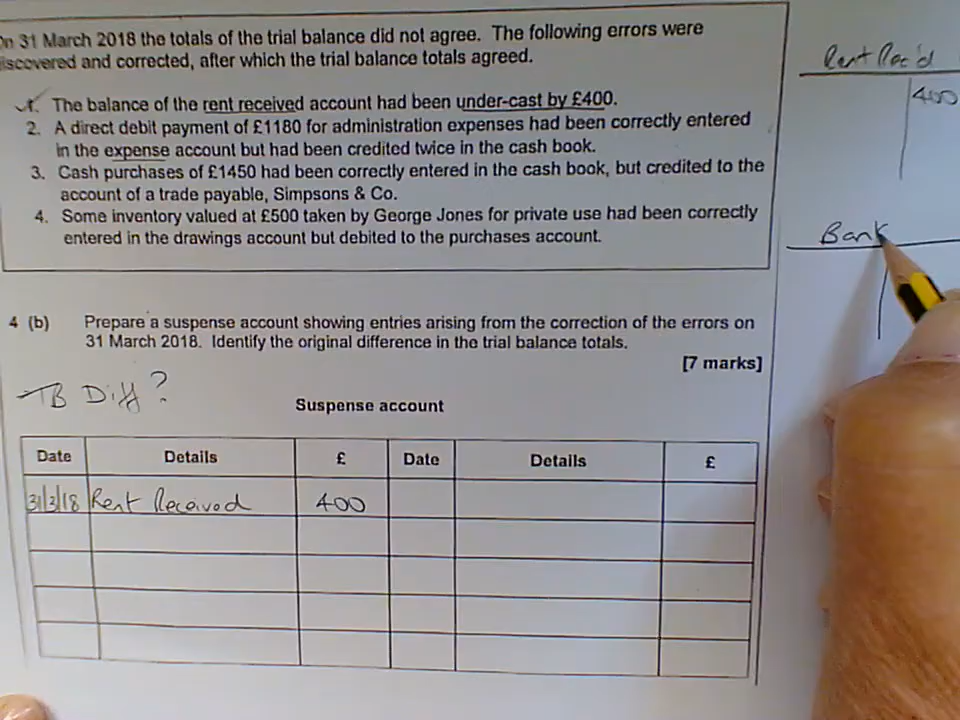 n 31 March 2018 the totals of the trial balance did not agree. The following errors were
iscovered and corrected, after which the trial balance totals agreed.
1. The balance of the rent received account had been under-cast by £400.
2. A direct debit payment of £1180 for administration expenses had been correctly entered
in the expense account but had been credited twice in the cash book.
3. Cash purchases of £1450 had been correctly entered in the cash book, but credited to the
account of a trade payable, Simpsons & Co.
4. Some inventory valued at £500 taken by George Jones for private use had been correctly
entered in the drawings account but debited to the purchases account.
Rent Rec'd
400
Bank
4 (b) Prepare a suspense account showing entries arising from the correction of the errors on
31 March 2018. Identify the original difference in the trial balance totals.
[7 marks]
TB Diff ?
Suspense account
Date Details £ Date Details £
31/3/18 Rent Received 400